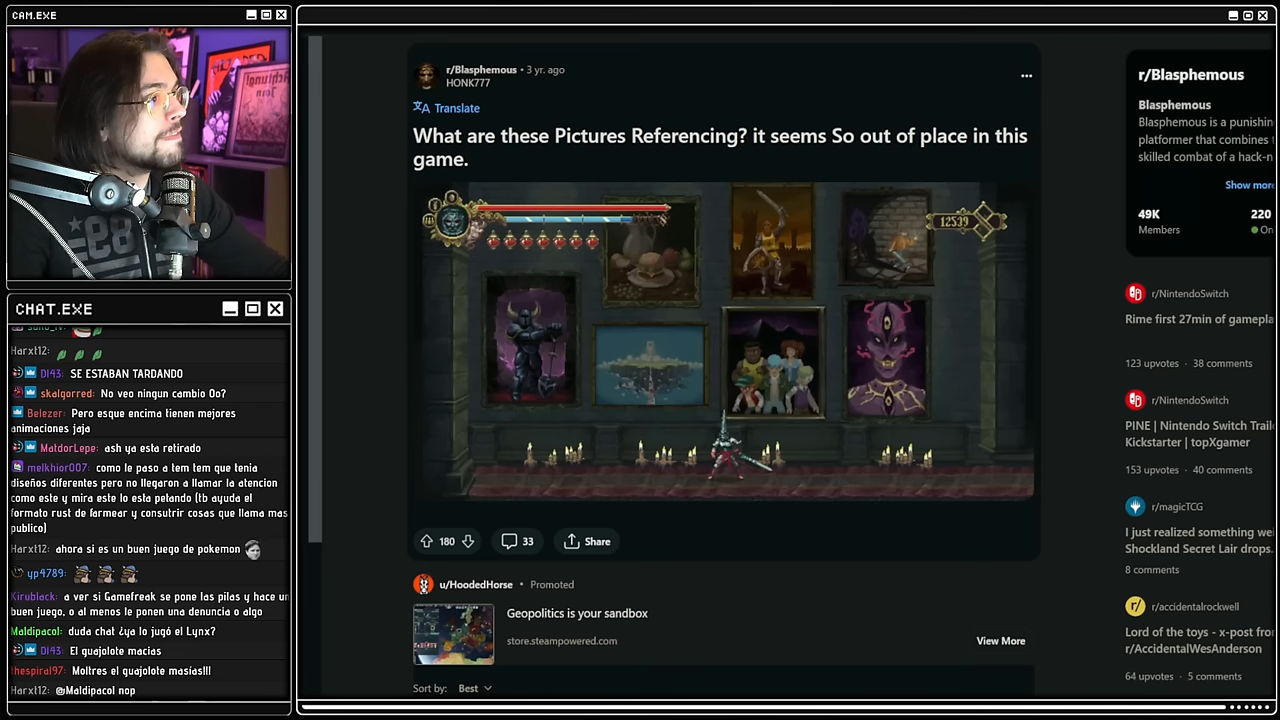 CAM.EXE
r/Blasphemous • 3 yr. ago
HONK777
Translate
What are these Pictures Referencing? it seems So out of place in this
game.
12539
180
33
Share
u/HoodedHorse • Promoted
Geopolitics is your sandbox
store.steampowered.com
View More
Sort by: Best
r/Blasphemous
Blasphemous
Blasphemous is a punishin
platformer that combines t
skilled combat of a hack-n
Show more
49K
220
Members
On
r/NintendoSwitch
Rime first 27min of gamepla
123 upvotes · 38 comments
r/NintendoSwitch
PINE | Nintendo Switch Traile
Kickstarter | topXgamer
153 upvotes · 40 comments
r/magicTCG
I just realized something wei
Shockland Secret Lair drops.
8 comments
r/accidentalrockwell
Lord of the toys - x-post from
r/AccidentalWesAnderson
64 upvotes · 5 comments
CHAT.EXE
Harxt12:
DI43: SE ESTABAN TARDANDO
skalgorred: No veo ningun cambio Oo?
Belezer: Pero esque encima tienen mejores
animaciones jaja
MatdorLepe: ash ya esta retirado
melkhior007: como le paso a tem tem que tenia
diseños diferentes pero no llegaron a llamar la atencion
como este y mira este lo esta petando (tb ayuda el
formato rust de farmear y consutrir cosas que llama mas
publico)
Harxt12: ahora si es un buen juego de pokemon
yp4789:
Kirublack: a ver si Gamefreak se pone las pilas y hace un
buen juego, o al menos le ponen una denuncia o algo
Maldipacol: duda chat ¿ya lo jugó el Lynx?
DI43: El guajolote macias
thespiral97: Moltres el guajolote masias!!!
Harxt12: @Maldipacol nop